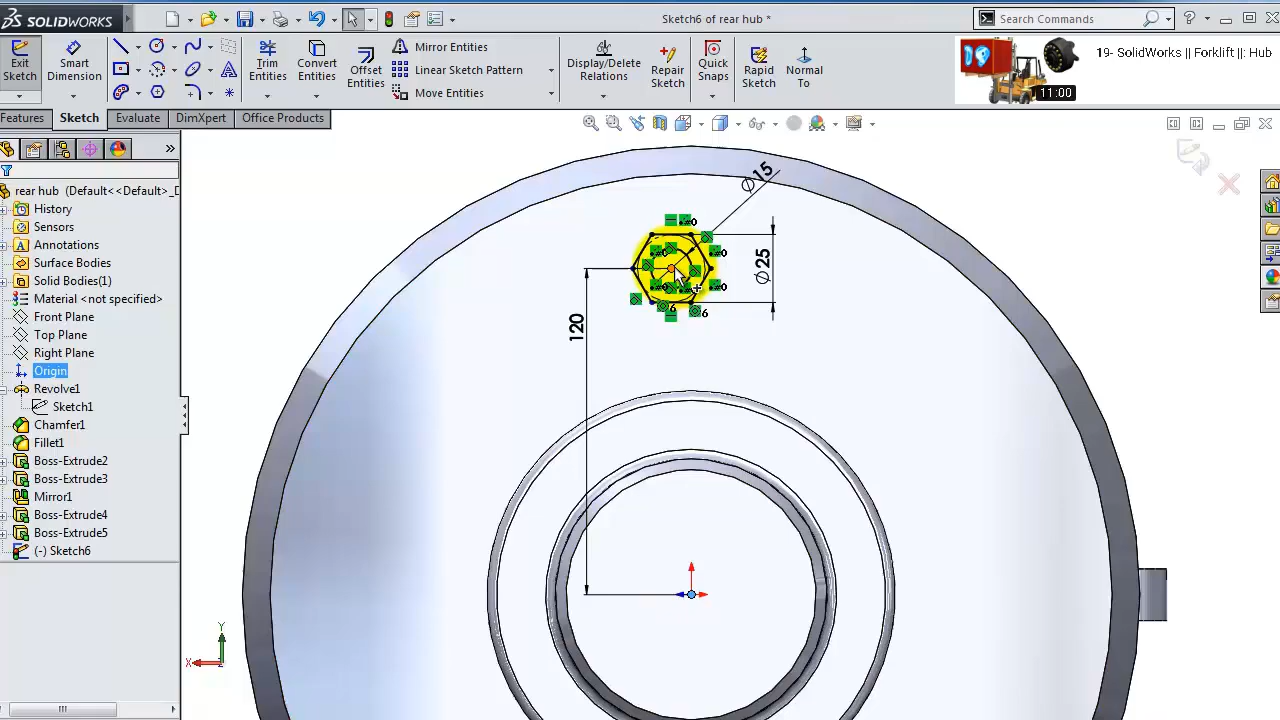 SOLIDWORKS
Sketch6 of rear hub *
Search Commands
?
Exit Sketch
Smart Dimension
Trim Entities
Convert Entities
Offset Entities
Mirror Entities
Linear Sketch Pattern
Move Entities
Display/Delete Relations
Repair Sketch
Quick Snaps
Rapid Sketch
Normal To
19- SolidWorks || Forklift ||: Hub
11:00
Features
Sketch
Evaluate
DimXpert
Office Products
rear hub (Default<<Default>_D
History
Sensors
Annotations
Surface Bodies
Solid Bodies(1)
Material <not specified>
Front Plane
Top Plane
Right Plane
Origin
Revolve1
Sketch1
Chamfer1
Fillet1
Boss-Extrude2
Boss-Extrude3
Mirror1
Boss-Extrude4
Boss-Extrude5
(-) Sketch6
Ø15
Ø25
120
6
6
Y
X